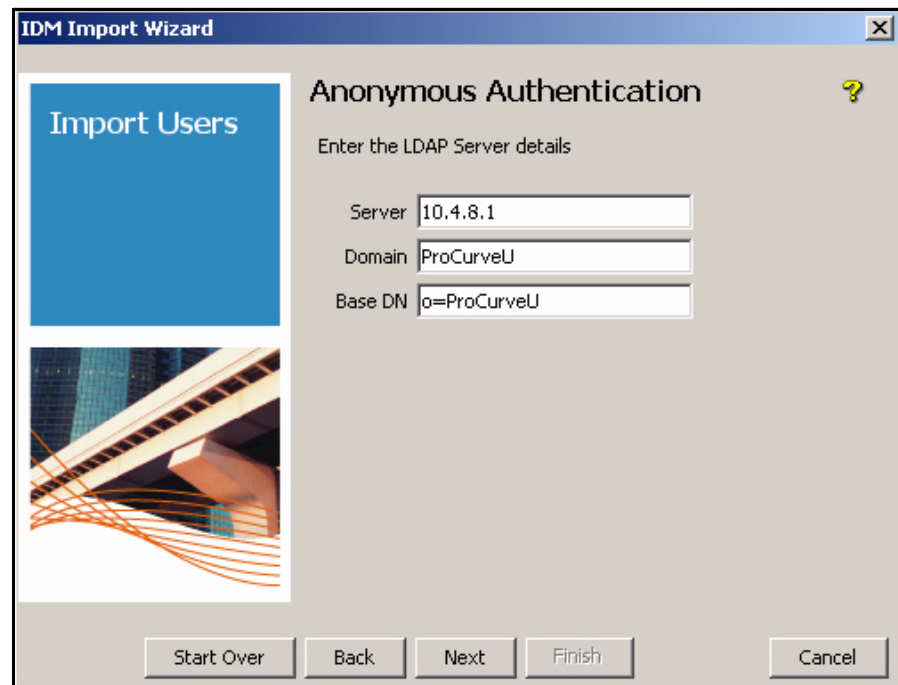 IDM Import Wizard
Import Users
Anonymous Authentication
Enter the LDAP Server details
Server 10.4.8.1
Domain ProCurveU
Base DN o=ProCurveU
Start Over Back Next Finish Cancel